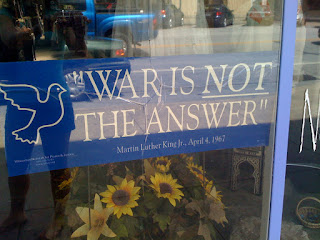 "WAR IS NOT
THE ANSWER"
Martin Luther King Jr., April 4, 1967